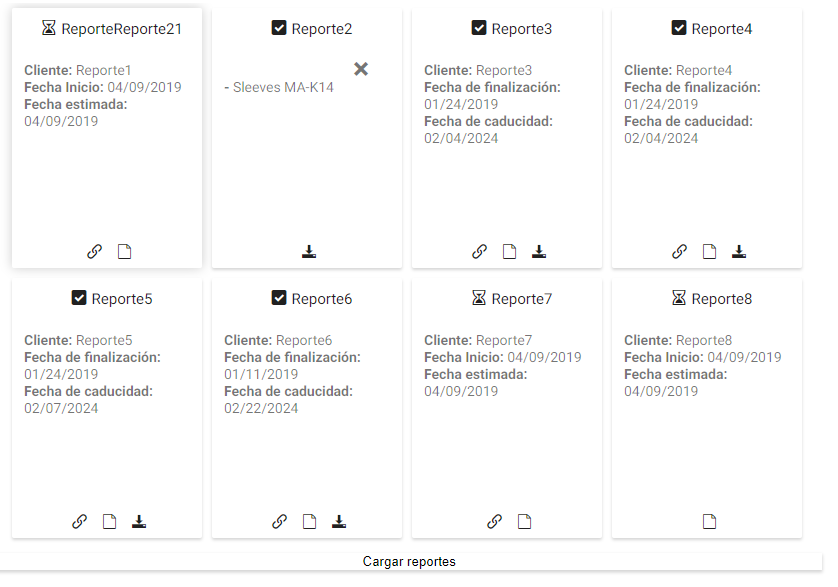 ReporteReporte21
Cliente: Reporte1
Fecha Inicio: 04/09/2019
Fecha estimada:
04/09/2019
Reporte2
- Sleeves MA-K14
Reporte3
Cliente: Reporte3
Fecha de finalización:
01/24/2019
Fecha de caducidad:
02/04/2024
Reporte4
Cliente: Reporte4
Fecha de finalización:
01/24/2019
Fecha de caducidad:
02/04/2024
Reporte5
Cliente: Reporte5
Fecha de finalización:
01/24/2019
Fecha de caducidad:
02/07/2024
Reporte6
Cliente: Reporte6
Fecha de finalización:
01/11/2019
Fecha de caducidad:
02/22/2024
Reporte7
Cliente: Reporte7
Fecha Inicio: 04/09/2019
Fecha estimada:
04/09/2019
Reporte8
Cliente: Reporte8
Fecha Inicio: 04/09/2019
Fecha estimada:
04/09/2019
Cargar reportes